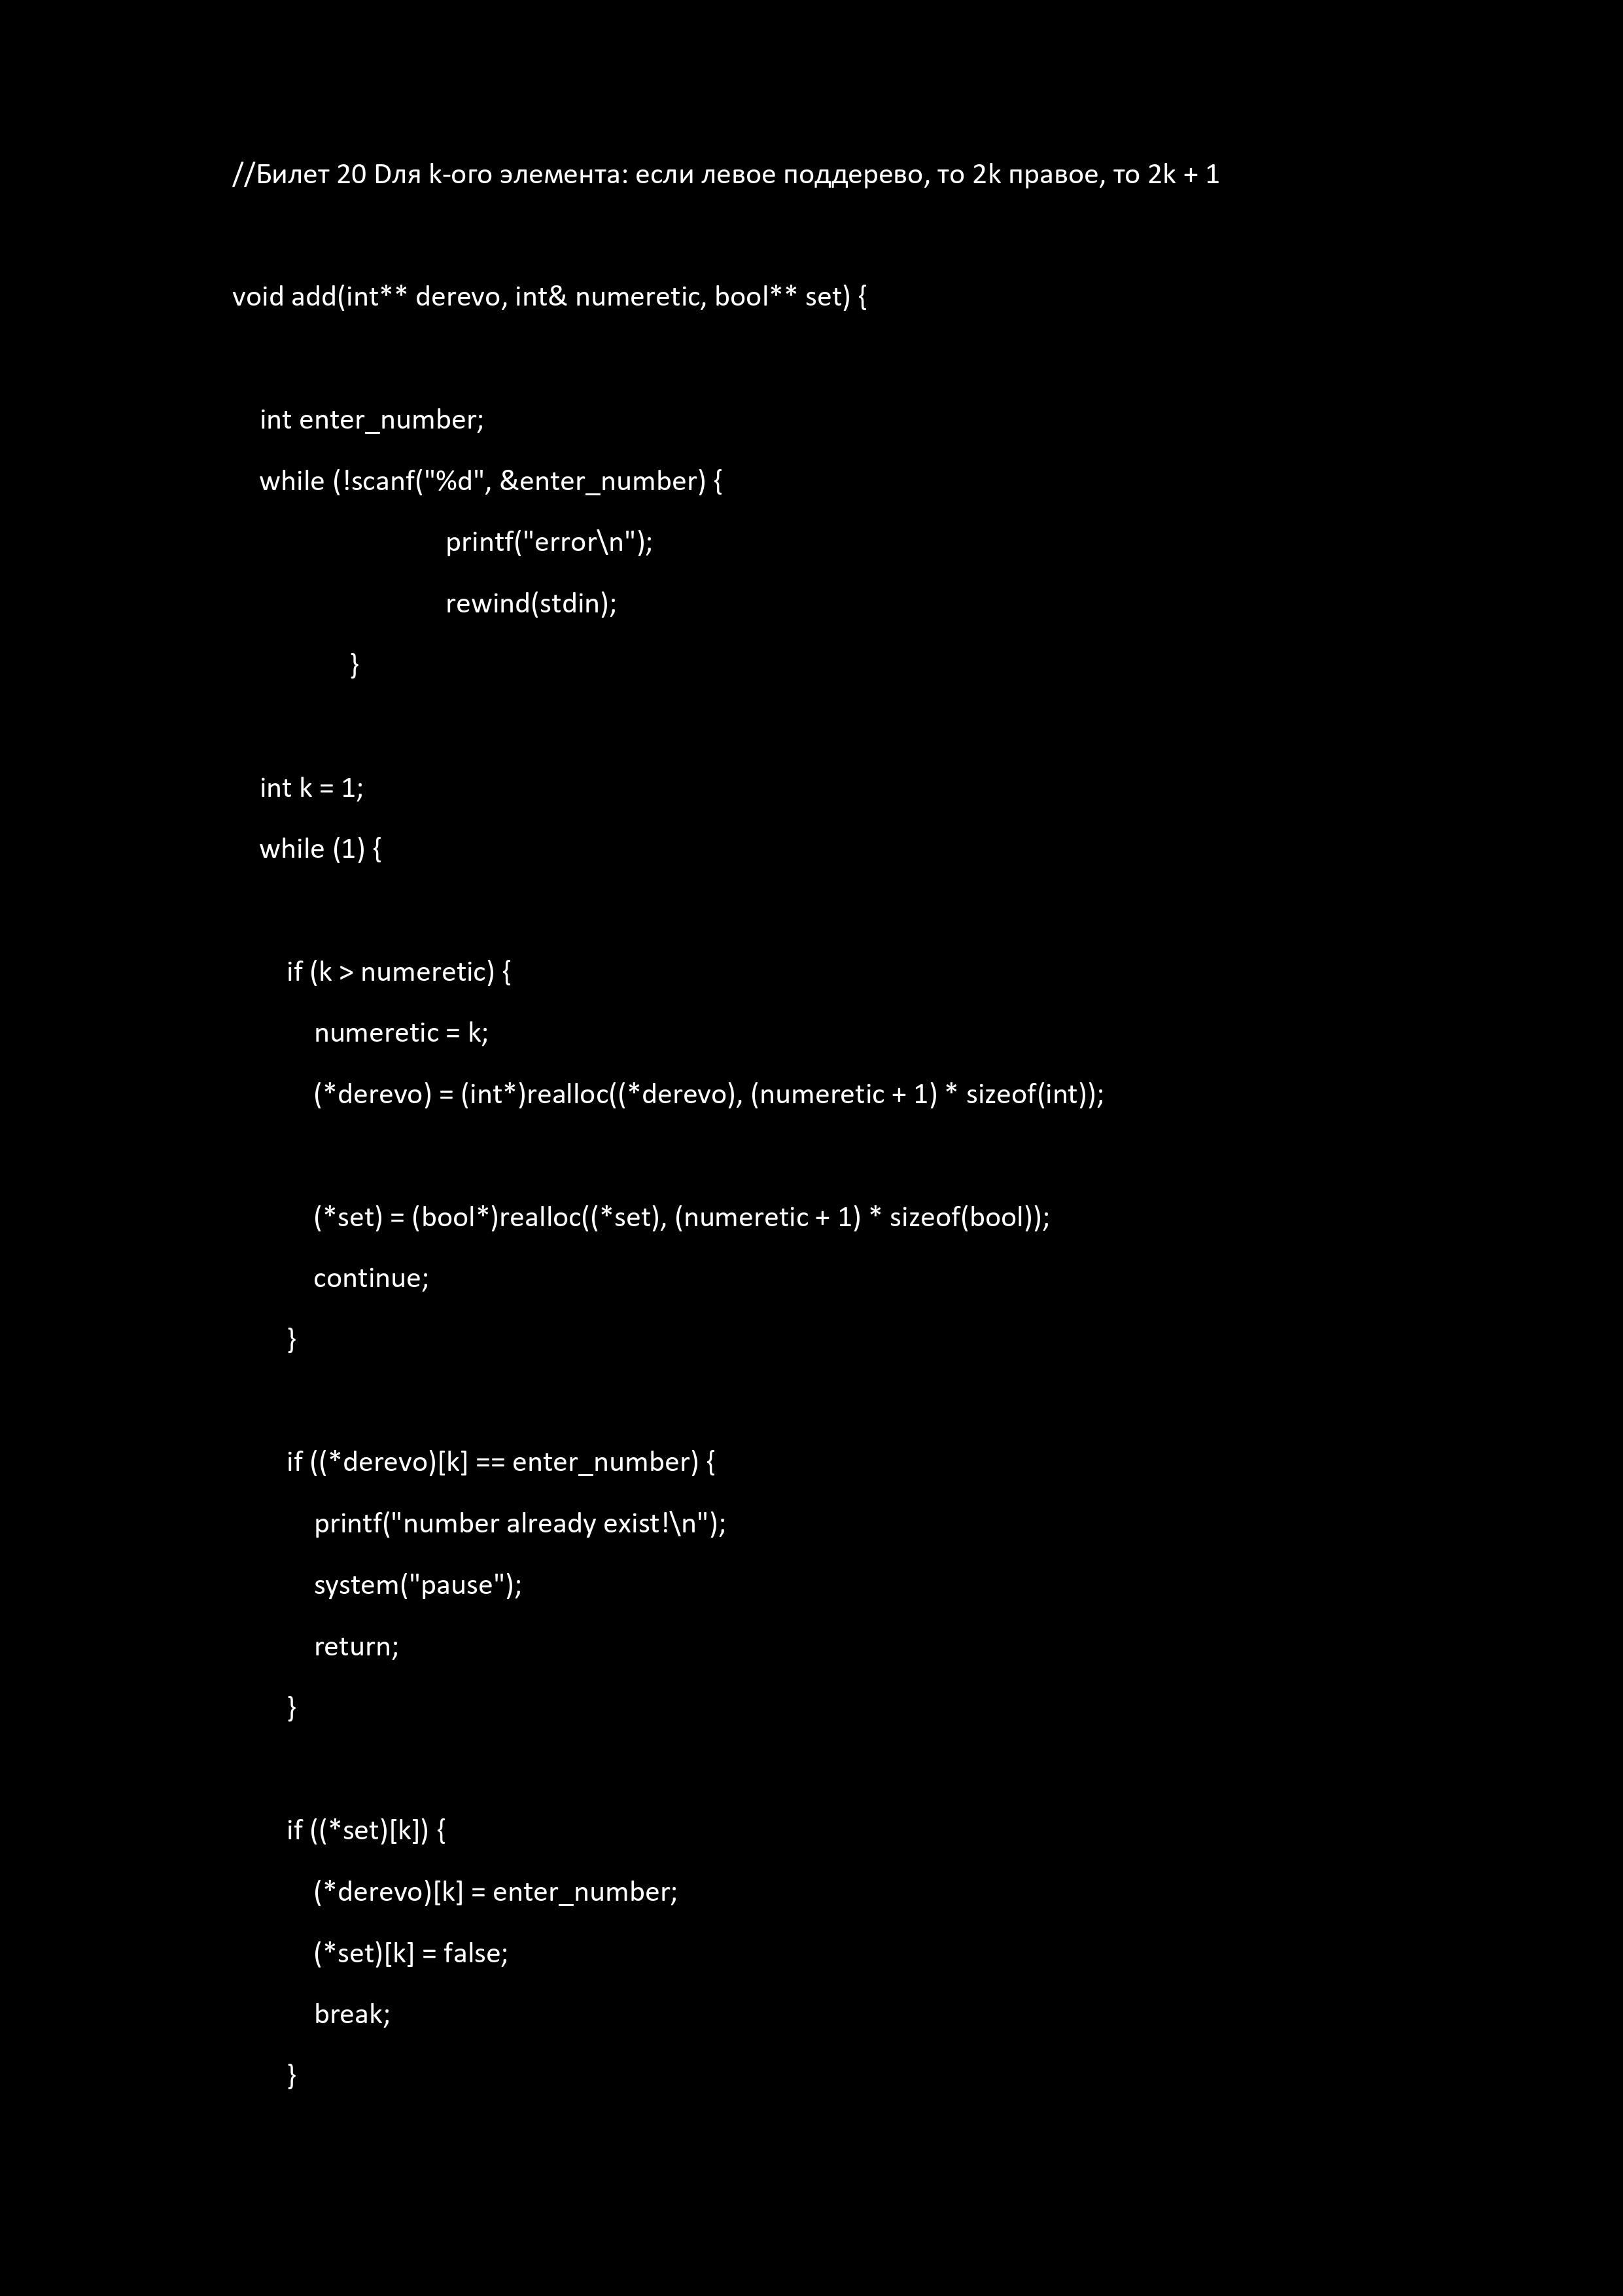 //Билет 20 Dля k-ого элемента: если левое поддерево, то 2k правое, то 2k + 1
void add(int** derevo, int& numeretic, bool** set) {
int enter_number;
while (!scanf("%d", &enter_number) {
printf("error\n");
rewind(stdin);
}
int k = 1;
while (1) {
if (k > numeretic) {
numeretic = k;
(*derevo) = (int*)realloc((*derevo), (numeretic + 1) * sizeof(int));
(*set) = (bool*)realloc((*set), (numeretic + 1) * sizeof(bool));
continue;
}
if ((*derevo)[k] == enter_number) {
printf("number already exist!\n");
system("pause");
return;
}
if ((*set)[k]) {
(*derevo)[k] = enter_number;
(*set)[k] = false;
break;
}